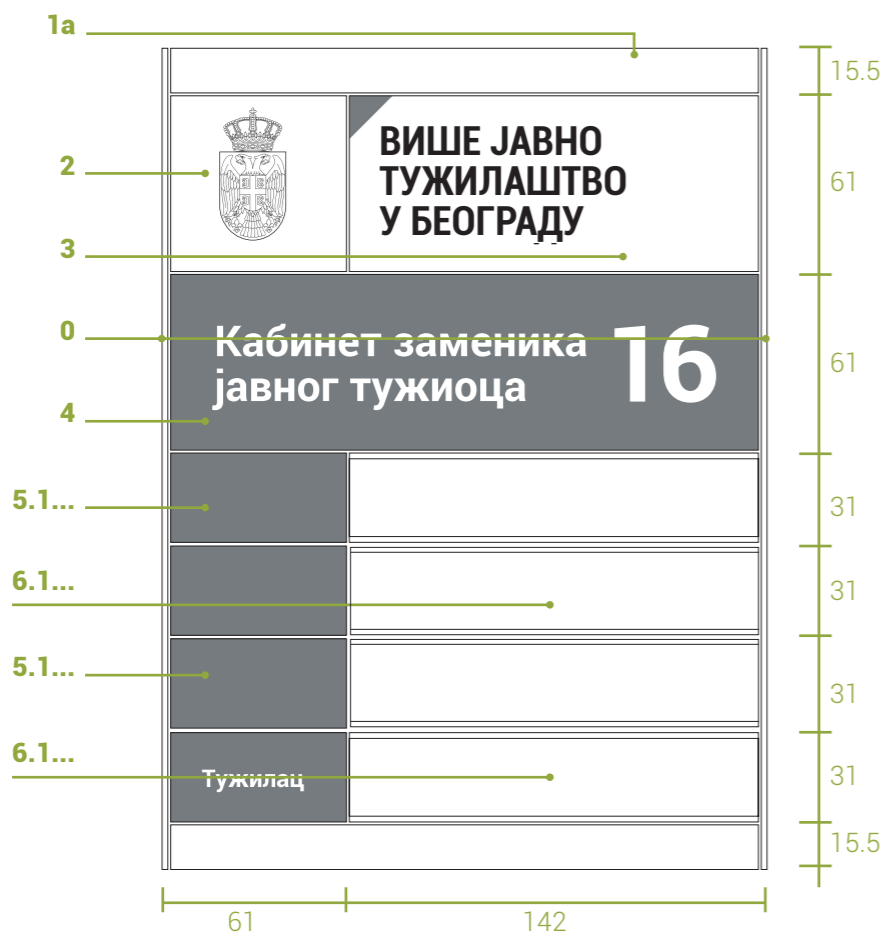 1a
15.5
ВИШЕ ЈАВНО
ТУЖИЛАШТВО
У БЕОГРАДУ
2
61
3
0
Кабинет заменика
јавног тужиоца
16
61
4
5.1...
31
6.1...
31
5.1...
31
6.1...
Тужилац
31
15.5
61
142